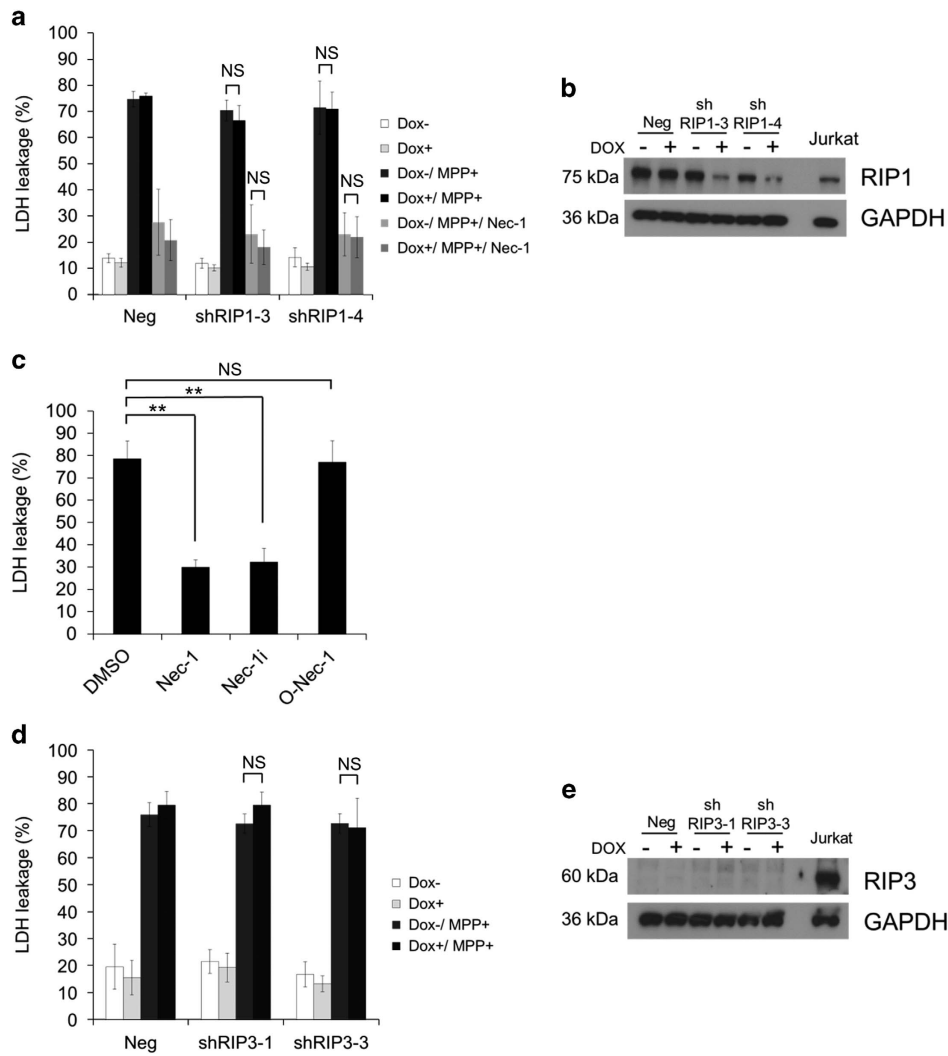 a
LDH leakage (%)
100
90
80
70
60
50
40
30
20
10
0
NS
NS
NS
NS
Neg
shRIP1-3
shRIP1-4
Dox-
Dox+
Dox-/ MPP+
Dox+/ MPP+
Dox-/ MPP+/ Nec-1
Dox+/ MPP+/ Nec-1
b
Neg
sh
RIP1-3
sh
RIP1-4
Jurkat
DOX - + - + - +
75 kDa
RIP1
36 kDa
GAPDH
c
NS
**
**
LDH leakage (%)
100
90
80
70
60
50
40
30
20
10
0
DMSO
Nec-1
Nec-1i
O-Nec-1
d
LDH leakage (%)
100
90
80
70
60
50
40
30
20
10
0
NS
NS
Neg
shRIP3-1
shRIP3-3
Dox-
Dox+
Dox-/ MPP+
Dox+/ MPP+
e
Neg
sh
RIP3-1
sh
RIP3-3
Jurkat
DOX - + - + - +
60 kDa
RIP3
36 kDa
GAPDH